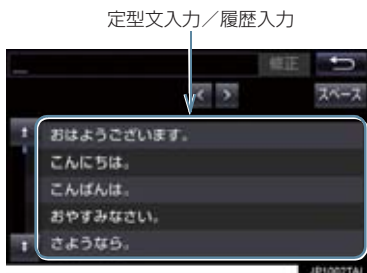 定型文入力／履歴入力
修正
スペース
おはようございます。
こんにちは。
こんばんは。
おやすみなさい。
さようなら。